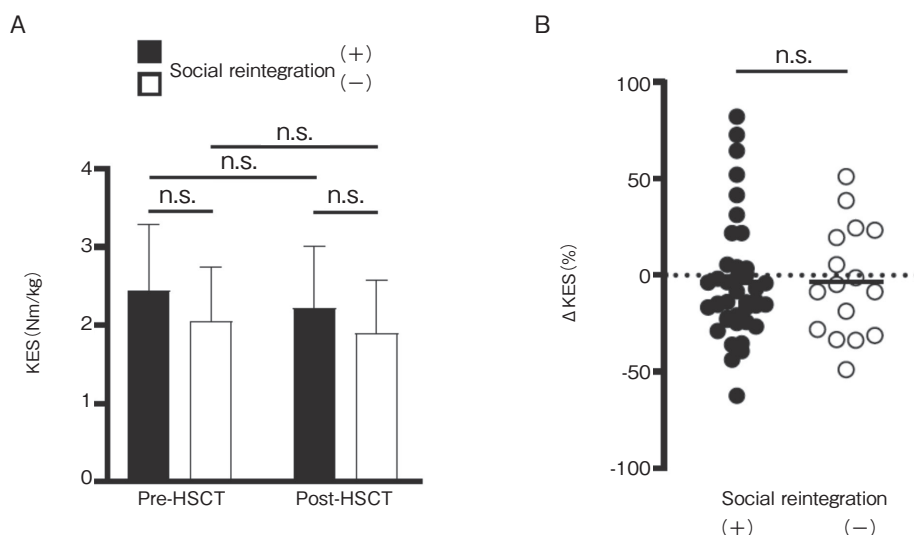 A
Social reintegration
(+)
(−)
n.s.
n.s.
n.s.
n.s.
KES(Nm/kg)
4
3
2
1
0
Pre-HSCT
Post-HSCT
B
n.s.
Δ KES(%)
100
50
0
-50
-100
Social reintegration
(+)
(−)